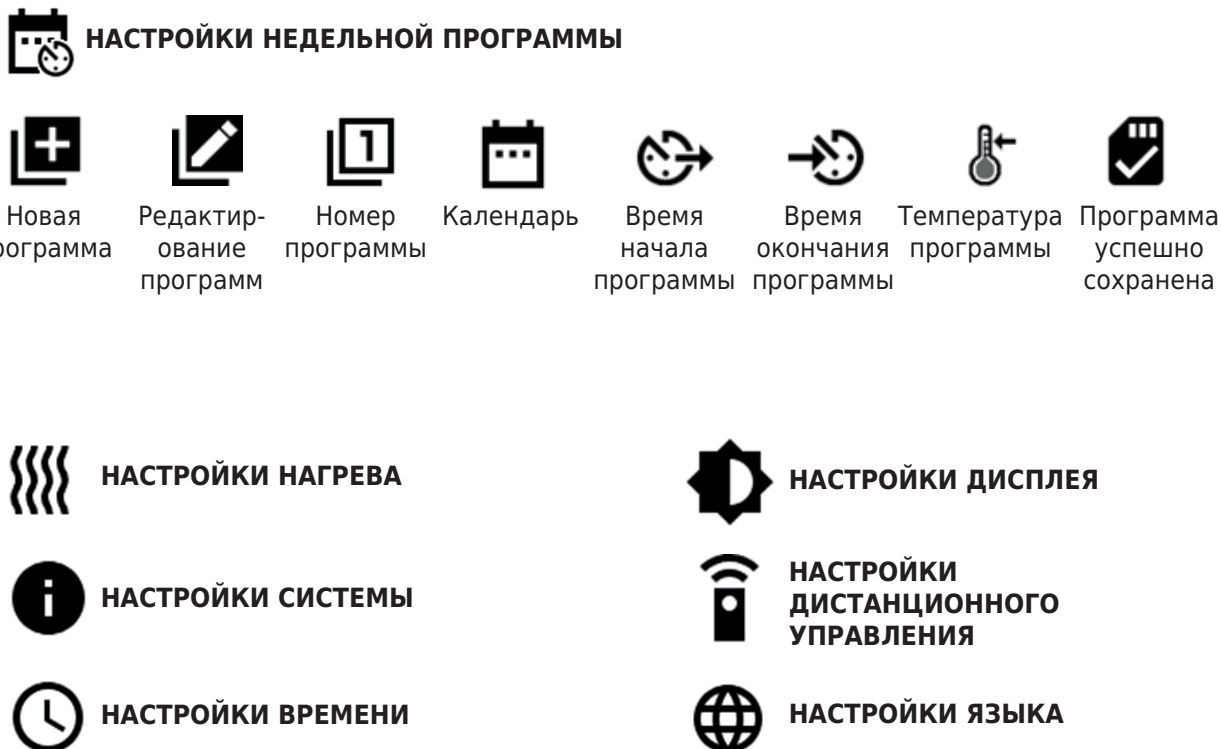 НАСТРОЙКИ НЕДЕЛЬНОЙ ПРОГРАММЫ
Новая
рограмма
Редактир-
ование
программ
Номер
программы
Календарь
Время
начала
программы
Время
окончания
программы
Температура
программы
Программа
успешно
сохранена
НАСТРОЙКИ НАГРЕВА
НАСТРОЙКИ ДИСПЛЕЯ
НАСТРОЙКИ СИСТЕМЫ
НАСТРОЙКИ
ДИСТАНЦИОННОГО
УПРАВЛЕНИЯ
НАСТРОЙКИ ВРЕМЕНИ
НАСТРОЙКИ ЯЗЫКА